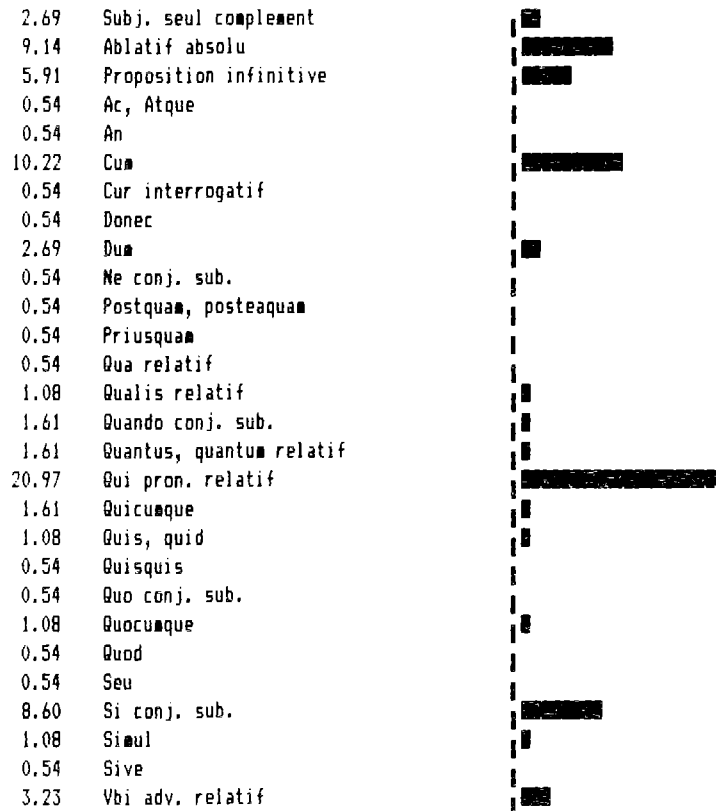 2.69 Subj. seul complement
9.14 Ablatif absolu
5.91 Proposition infinitive
0.54 Ac, Atque
0.54 An
10.22 Cum
0.54 Cur interrogatif
0.54 Donec
2.69 Dum
0.54 Ne conj. sub.
0.54 Postquam, posteaquam
0.54 Priusquam
0.54 Qua relatif
1.08 Qualis relatif
1.61 Quando conj. sub.
1.61 Quantus, quantum relatif
20.97 Qui pron. relatif
1.61 Quicumque
1.08 Quis, quid
0.54 Quisquis
0.54 Quo conj. sub.
1.08 Quocumque
0.54 Quod
0.54 Seu
8.60 Si conj. sub.
1.08 Simul
0.54 Sive
3.23 Vbi adv. relatif